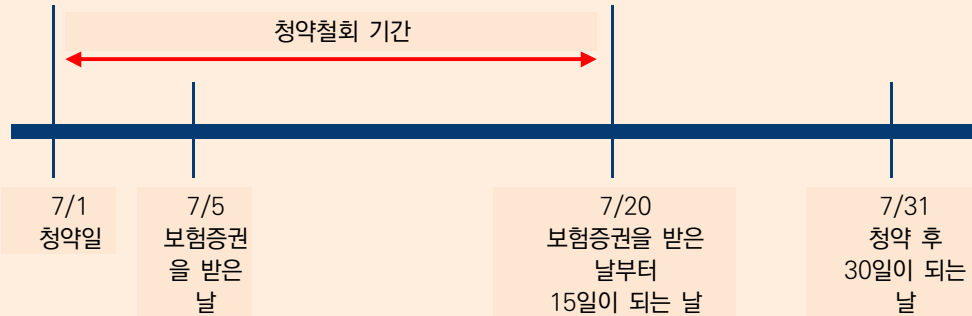 청약철회 기간
7/1
청약일
7/5
보험증권
을 받은
날
7/20
보험증권을 받은
날부터
15일이 되는 날
7/31
청약 후
30일이 되는
날